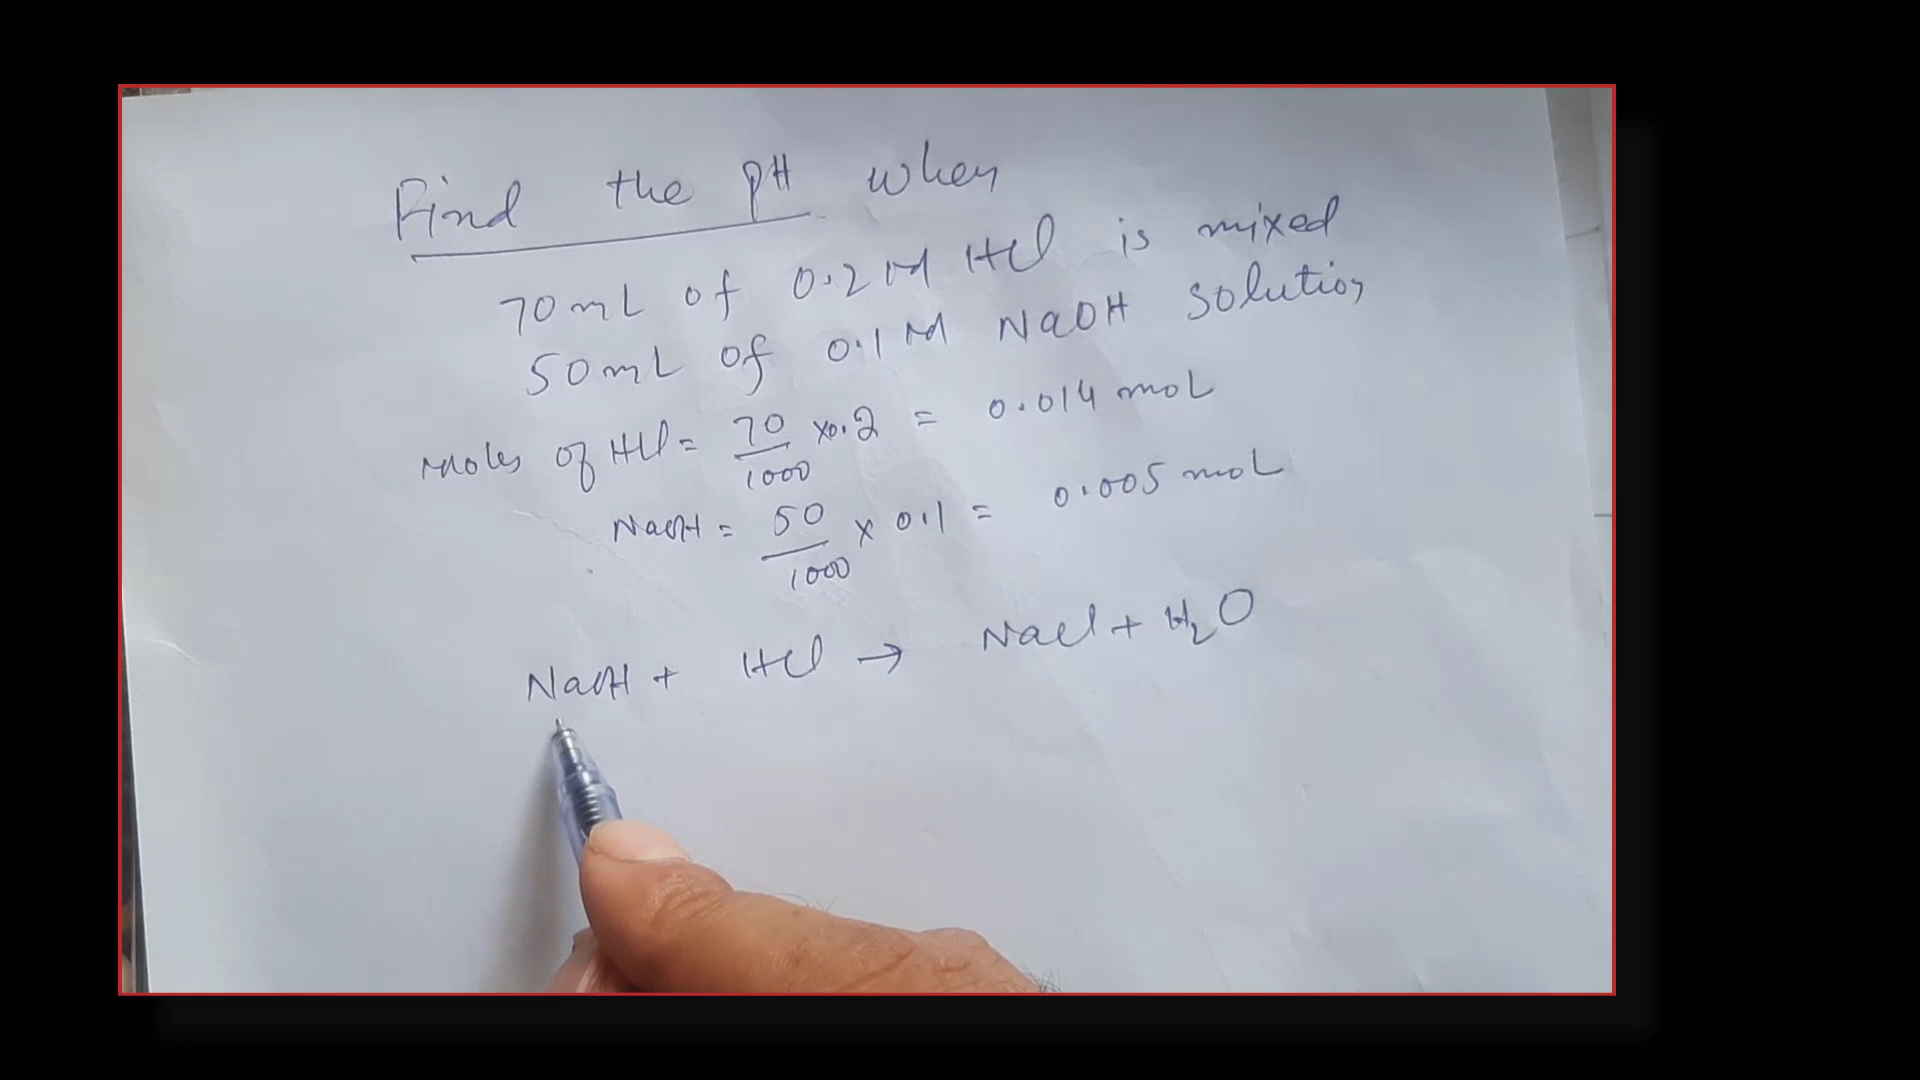 Find the pH when
70 mL of 0.2 M HCl is mixed
50 mL of 0.1 M NaOH solution
Moles of HCl = 70/1000 x 0.2 = 0.014 mol
NaOH = 50/1000 x 0.1 = 0.005 mol
NaOH + HCl → NaCl + H₂O